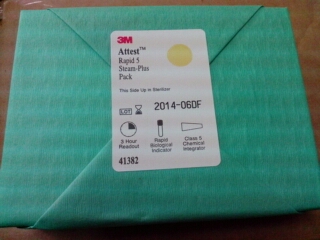 3M
Attest™
Rapid 5
Steam-Plus
Pack
This Side Up in Sterilizer
LOT 2014-06DF
3 Hour
Readout
Rapid
Biological
Indicator
Class 5
Chemical
Integrator
41382